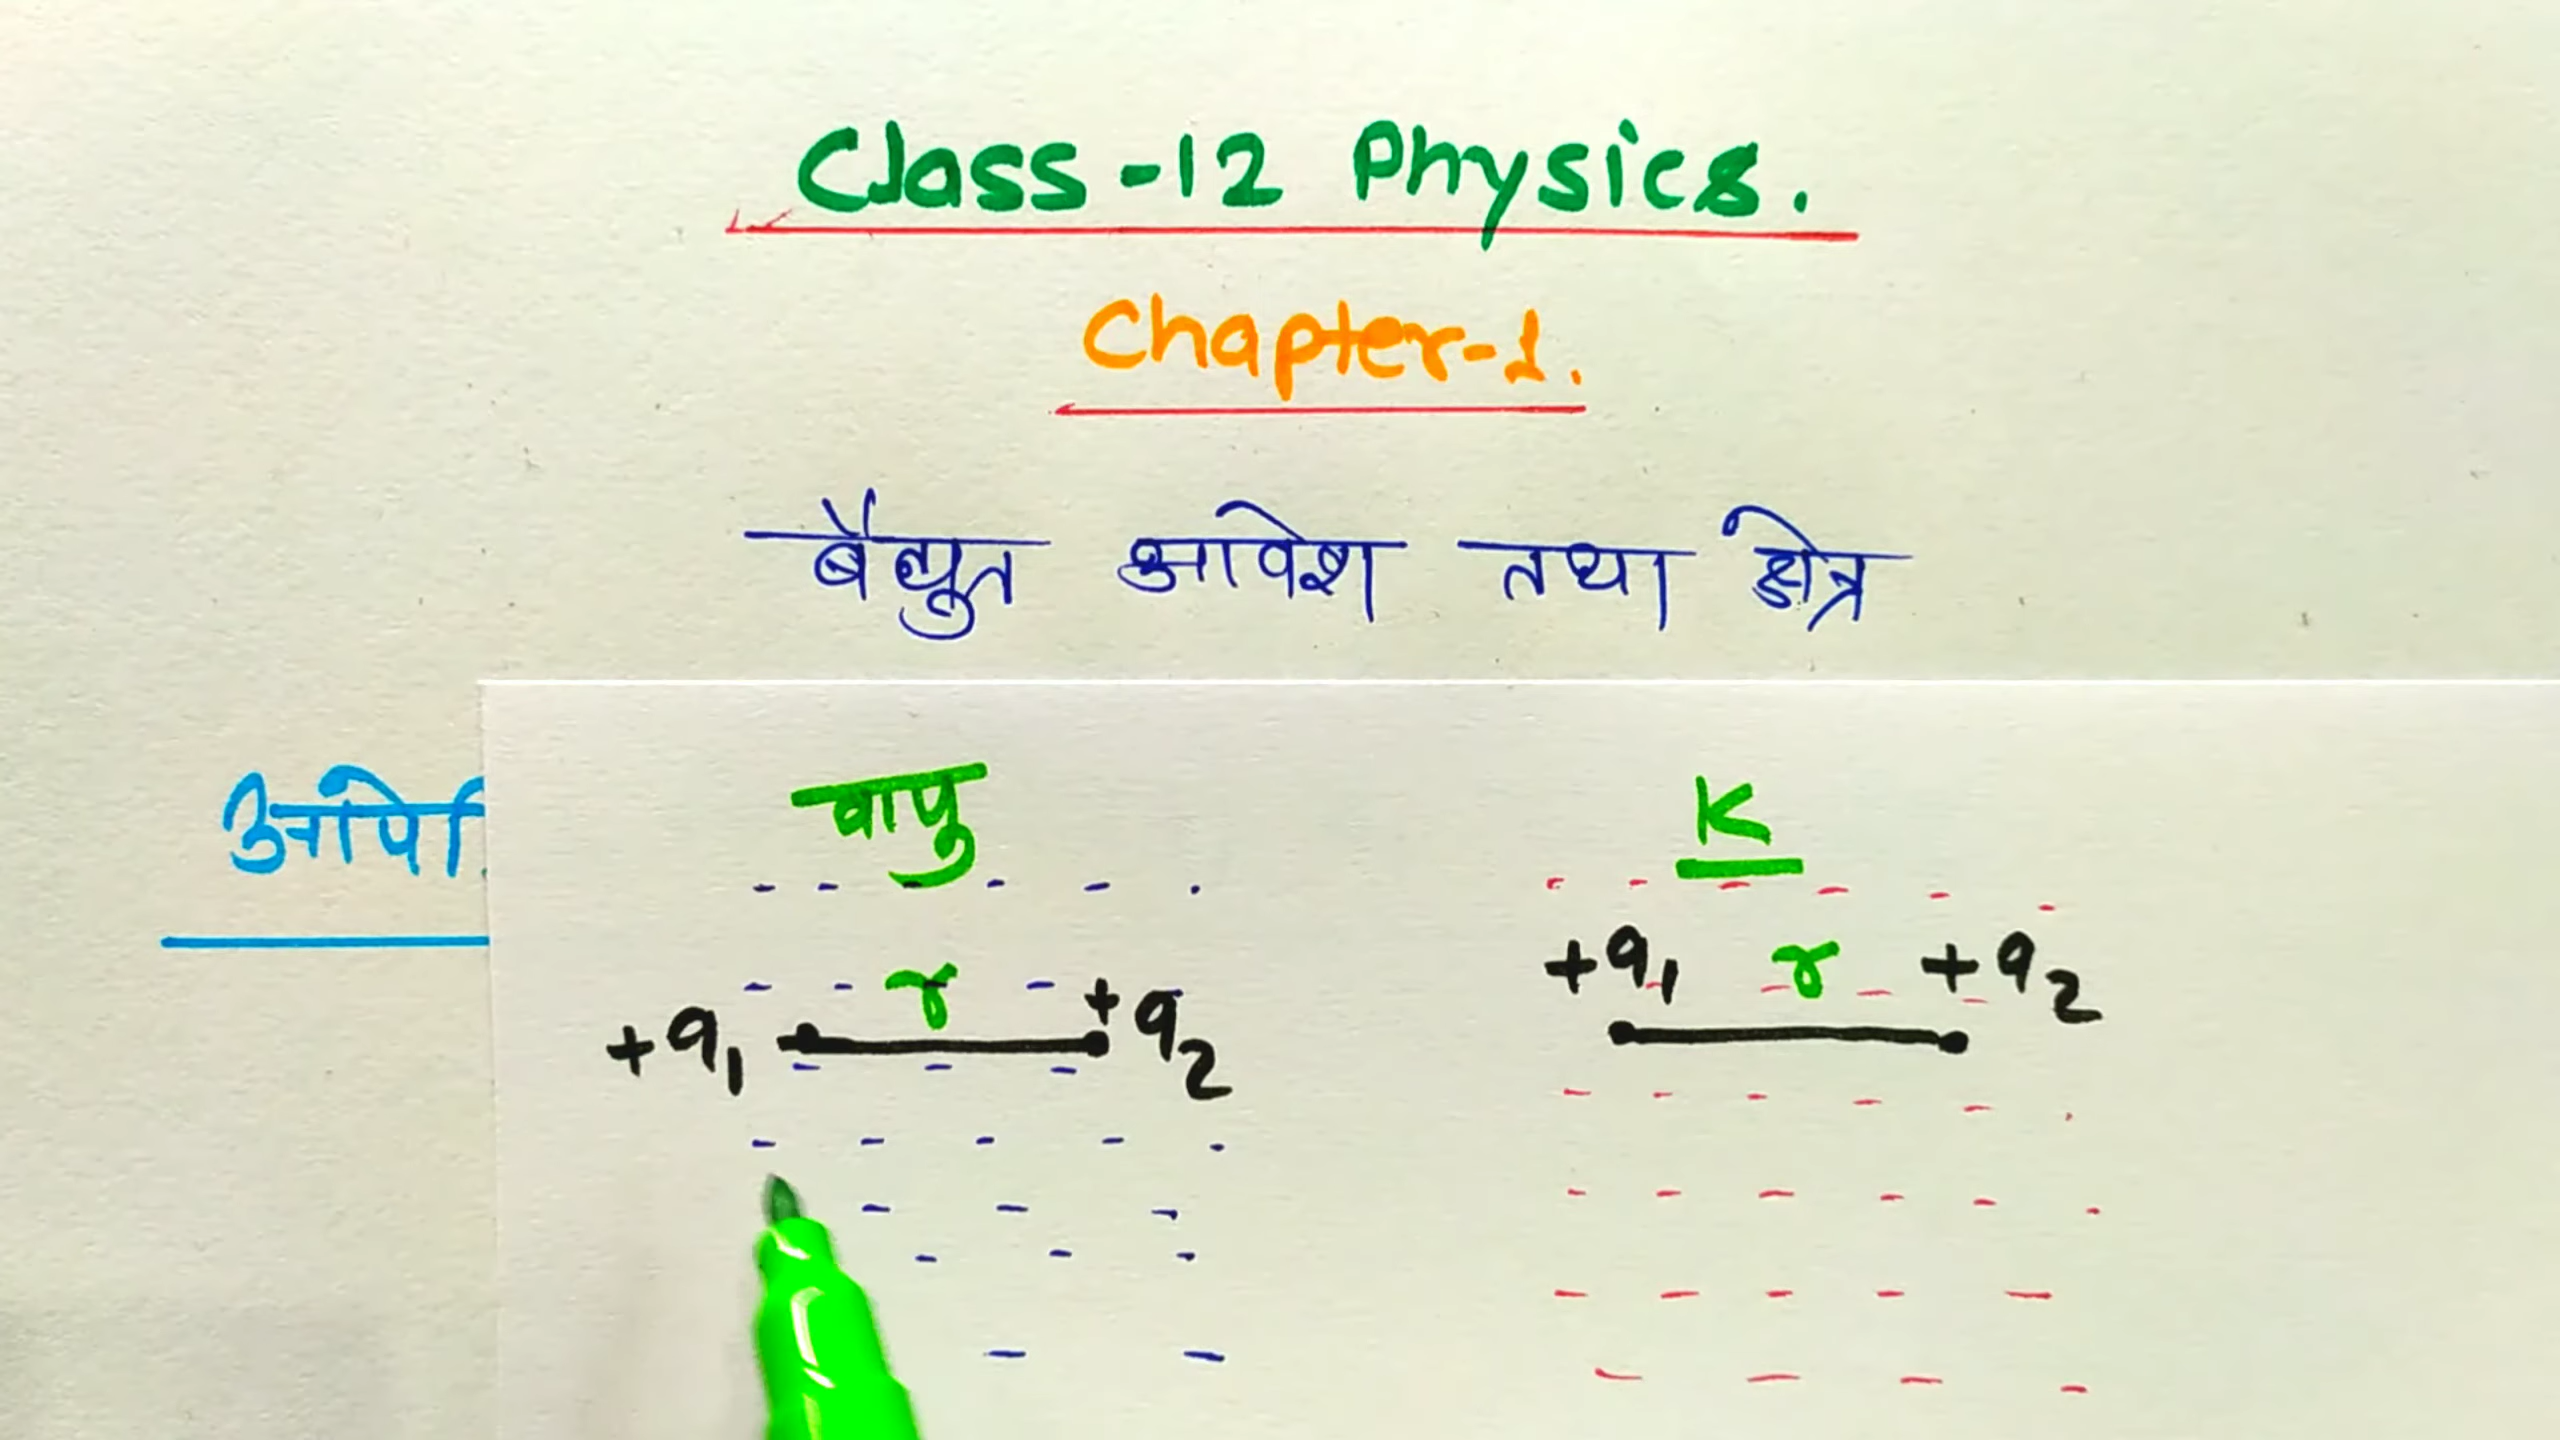 Class-12 Physics.
Chapter-1.
बैद्युत आवेश तथा क्षेत्र
वायु K
r
+q1 +q2
+q1 r +q2